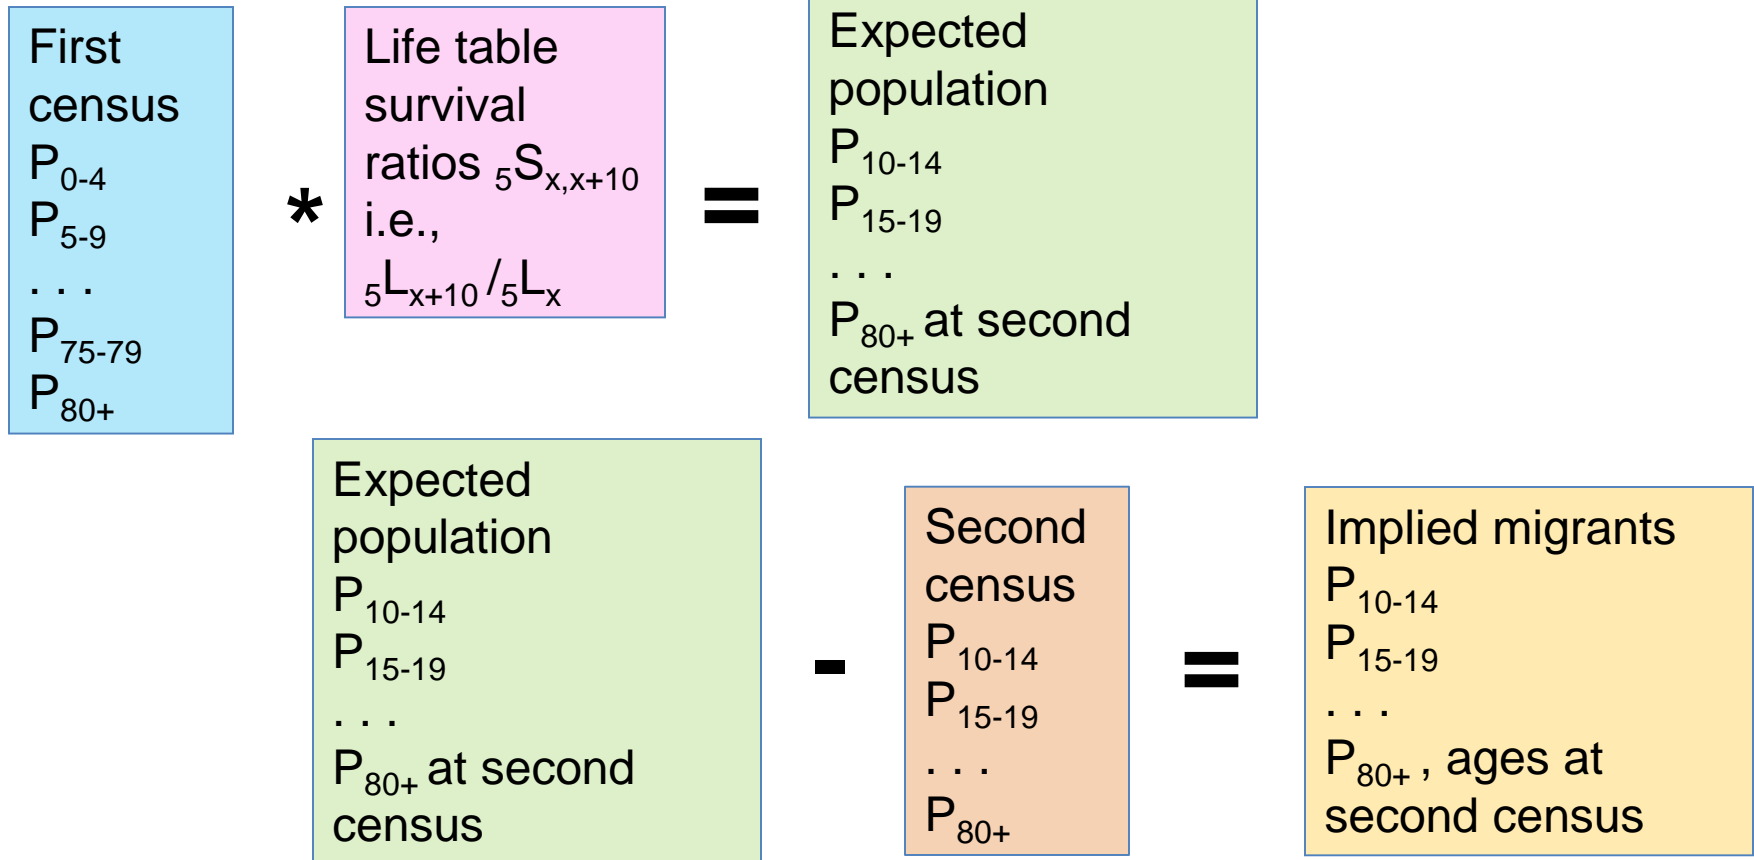 First
census
P0-4
P5-9
. . .
P75-79
P80+
*
Life table
survival
ratios 5Sx,x+10
i.e.,
5Lx+10 /5Lx
=
Expected
population
P10-14
P15-19
. . .
P80+ at second
census
Expected
population
P10-14
P15-19
. . .
P80+ at second
census
-
Second
census
P10-14
P15-19
. . .
P80+
=
Implied migrants
P10-14
P15-19
. . .
P80+ , ages at
second census